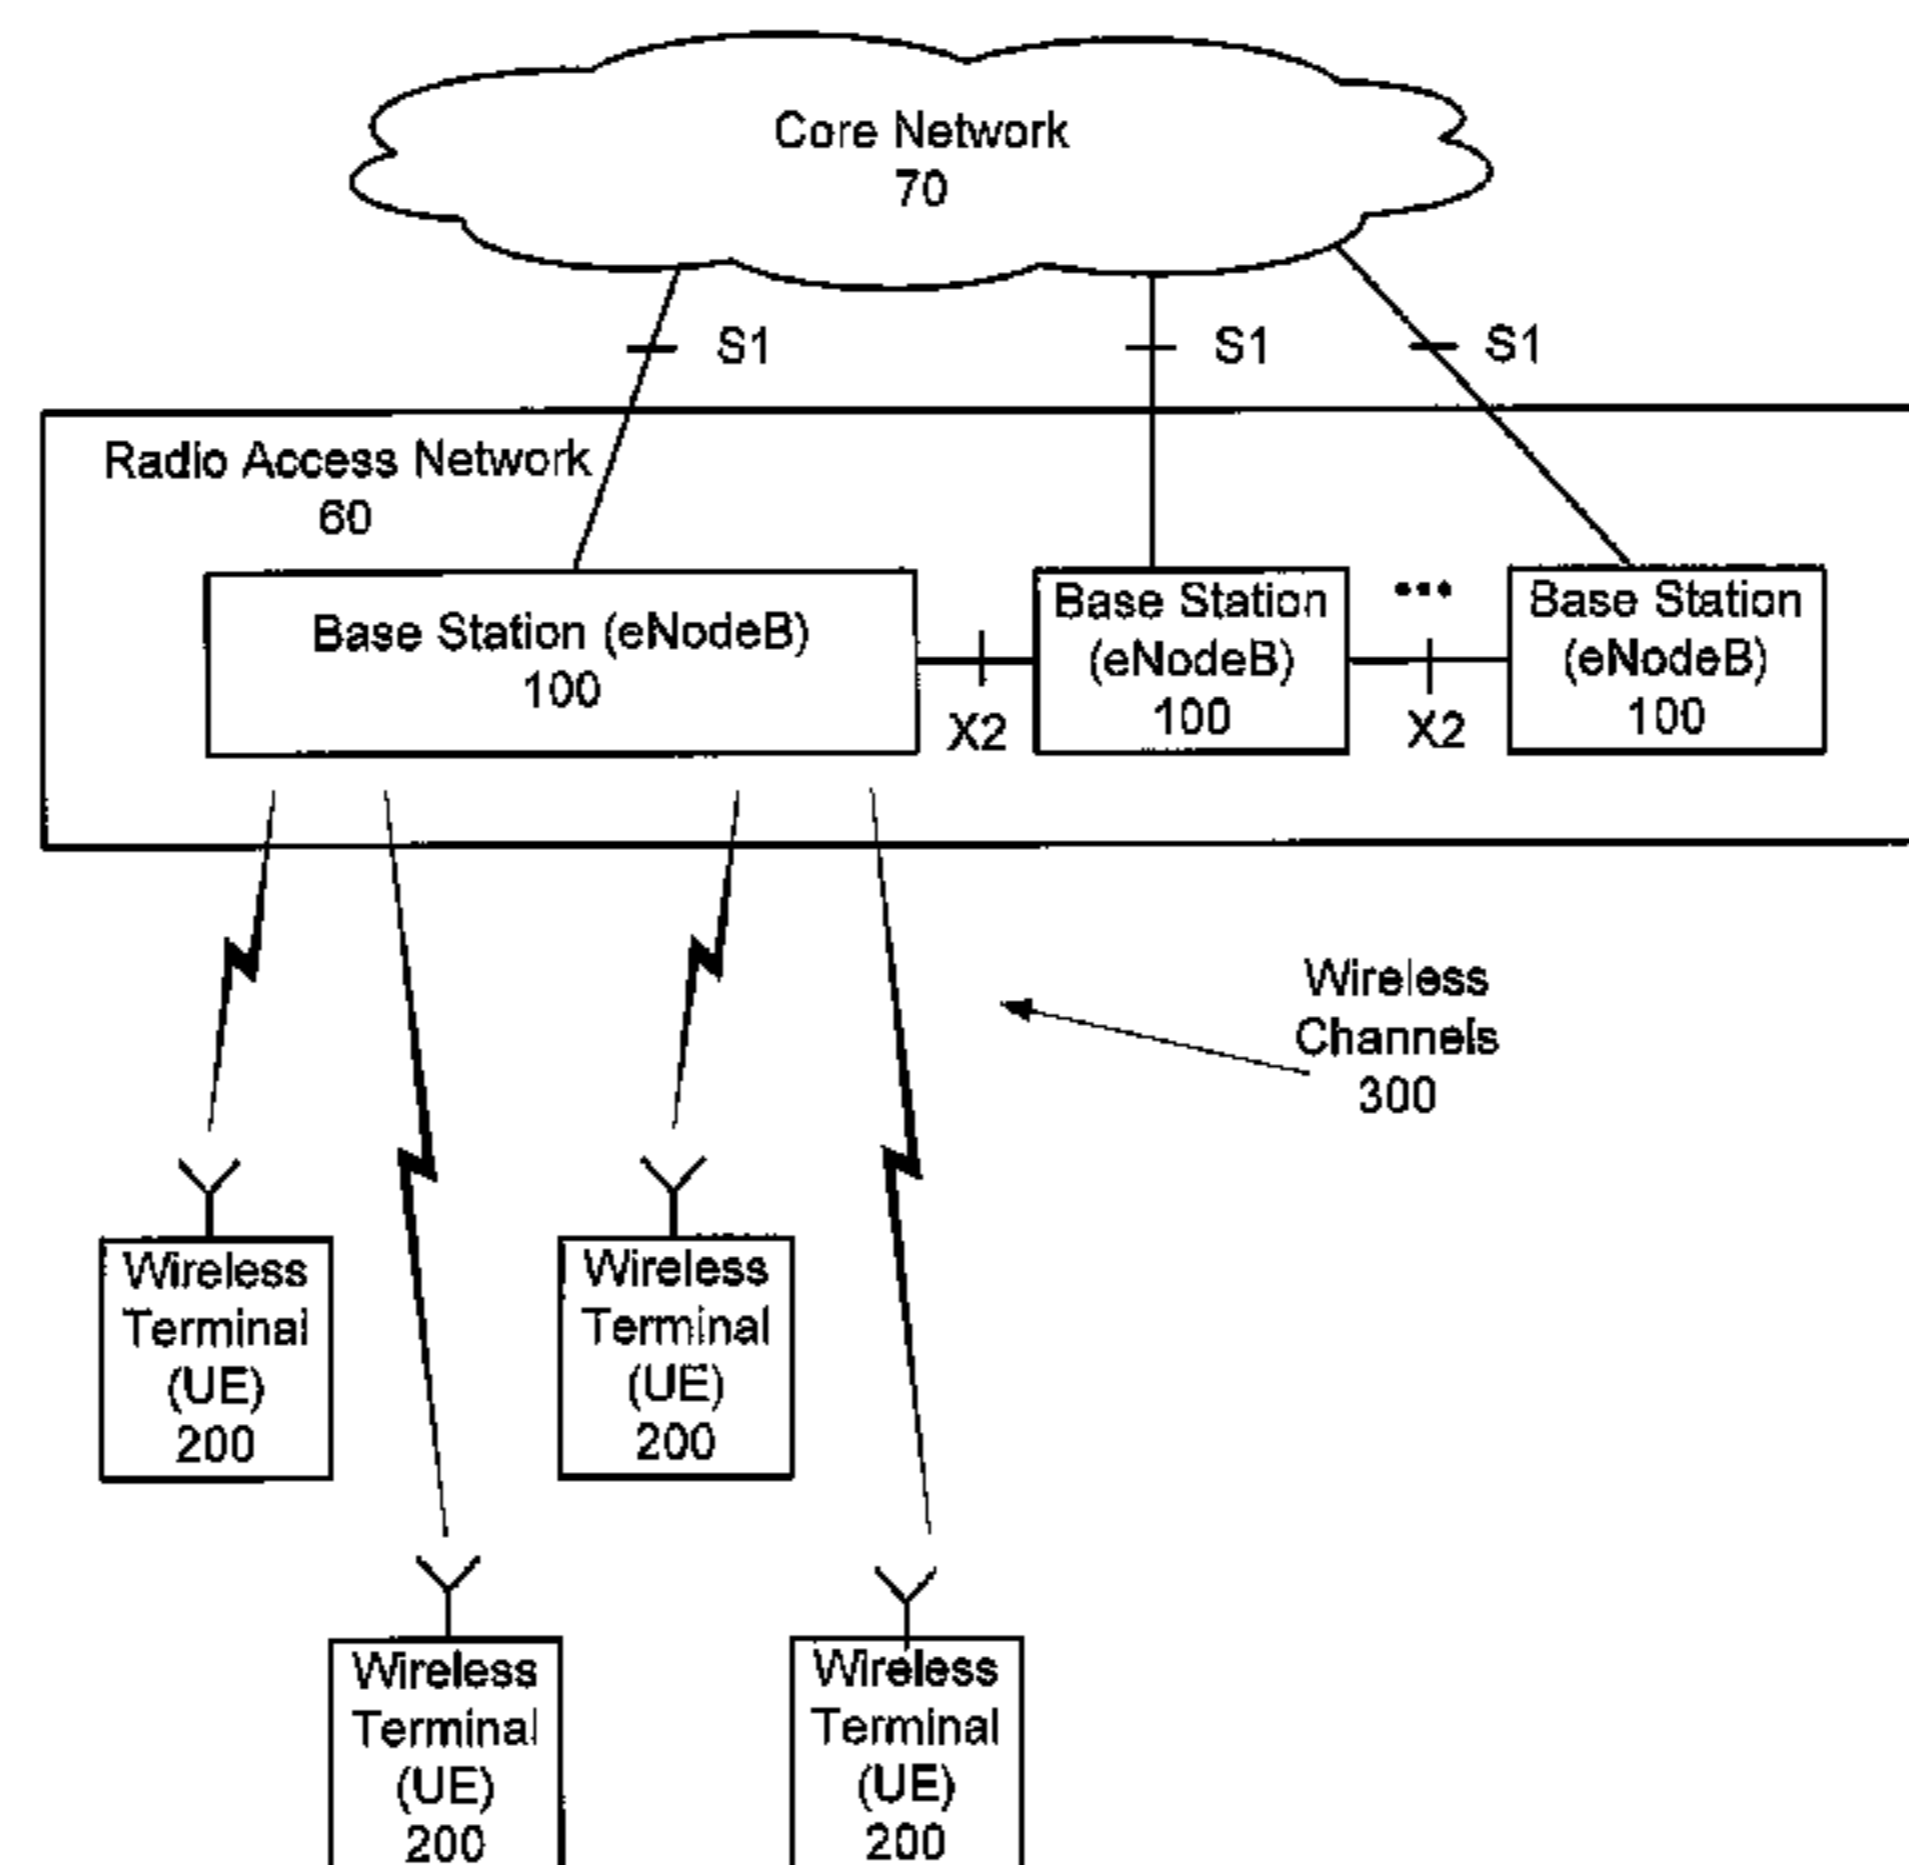 Core Network
70
S1 S1 S1
Radio Access Network
60
Base Station (eNodeB)
100
X2
Base Station
(eNodeB)
100
•••
X2
Base Station
(eNodeB)
100
Wireless
Channels
300
Wireless
Terminal
(UE)
200
Wireless
Terminal
(UE)
200
Wireless
Terminal
(UE)
200
Wireless
Terminal
(UE)
200